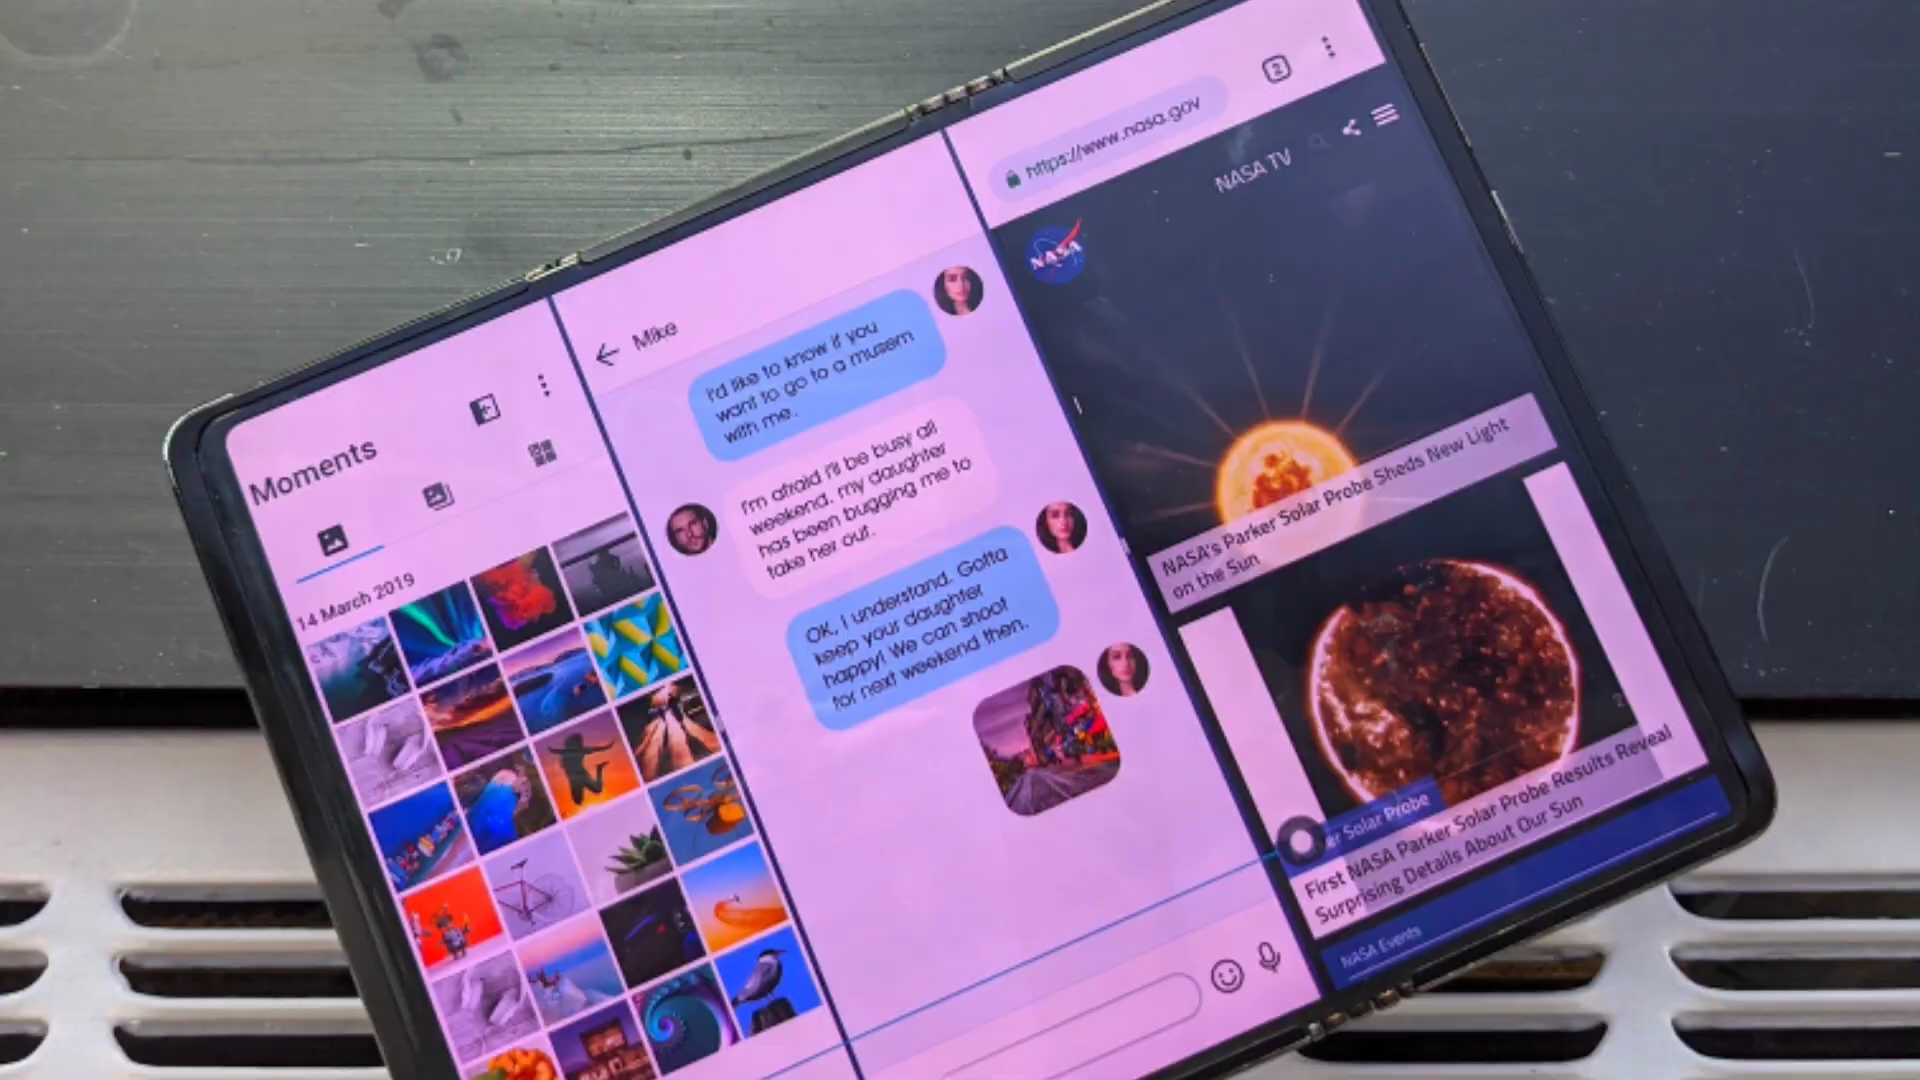 Moments
14 March 2019
Mike
I'd like to know if you
want to go to a musem
with me.
I'm afraid i'll be busy all
weekend. my daughter
has been bugging me to
take her out.
OK, I understand. Gotta
keep your daughter
happy! We can shoot
for next weekend then.
https://www.nasa.gov
2
NASA TV
NASA
NASA's Parker Solar Probe Sheds New Light
on the Sun
er Solar Probe
First NASA Parker Solar Probe Results Reveal
Surprising Details About Our Sun
NASA Events